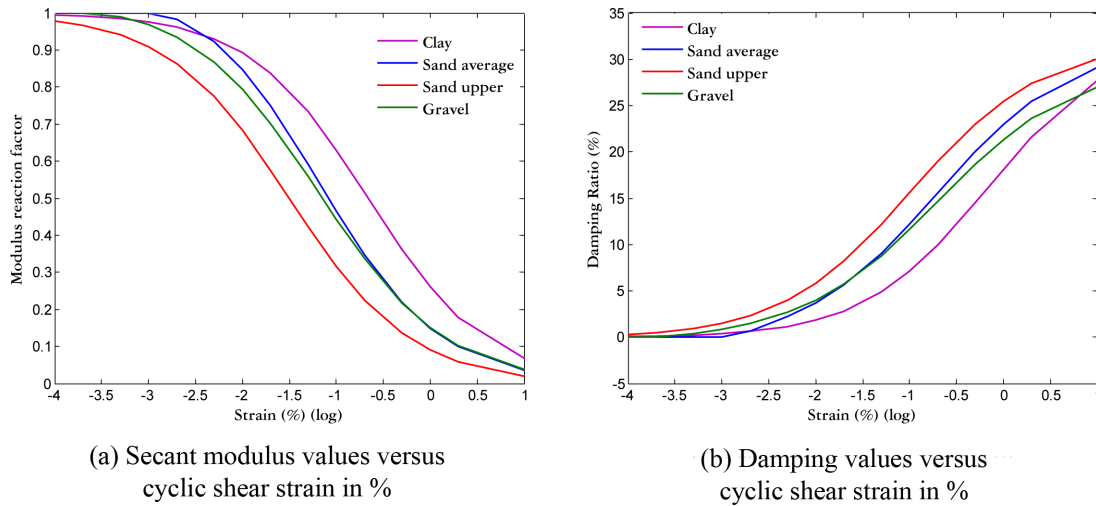 1
0.9
0.8
0.7
0.6
0.5
0.4
0.3
0.2
0.1
0
Modulus reaction factor
Clay
Sand average
Sand upper
Gravel
-4 -3.5 -3 -2.5 -2 -1.5 -1 -0.5 0 0.5 1
Strain (%) (log)
(a) Secant modulus values versus
cyclic shear strain in %
35
30
25
20
15
10
5
0
-5
Damping Ratio (%)
Clay
Sand average
Sand upper
Gravel
-4 -3.5 -3 -2.5 -2 -1.5 -1 -0.5 0 0.5 1
Strain (%) (log)
(b) Damping values versus
cyclic shear strain in %